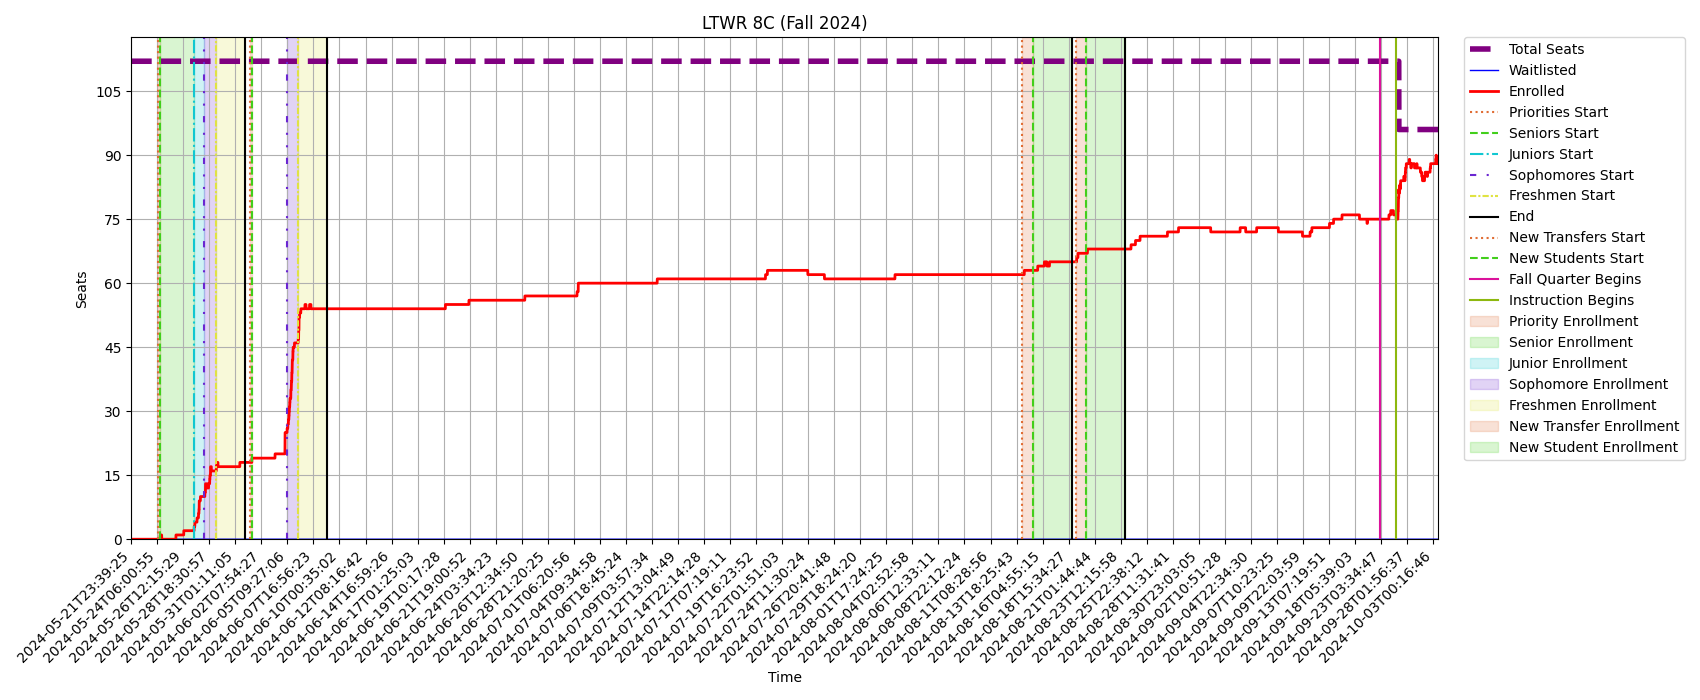 LTWR 8C (Fall 2024)
Seats
105
90
75
60
45
30
15
0
2024-05-21T23:39:25
2024-05-24T06:00:55
2024-05-26T12:15:29
2024-05-28T18:30:57
2024-05-31T01:11:05
2024-06-02T07:54:27
2024-06-05T09:27:06
2024-06-07T16:56:23
2024-06-10T00:35:02
2024-06-12T08:16:42
2024-06-14T16:59:26
2024-06-17T01:25:03
2024-06-19T10:17:28
2024-06-21T19:00:52
2024-06-24T03:34:23
2024-06-26T12:34:50
2024-06-28T21:20:25
2024-07-01T06:20:56
2024-07-04T09:34:58
2024-07-06T18:45:24
2024-07-09T03:57:34
2024-07-12T13:04:49
2024-07-14T22:14:28
2024-07-17T07:19:11
2024-07-19T16:23:52
2024-07-22T01:51:03
2024-07-24T11:30:24
2024-07-26T20:41:48
2024-07-29T18:24:20
2024-08-01T17:24:25
2024-08-04T02:52:58
2024-08-06T12:33:11
2024-08-08T22:12:24
2024-08-11T08:28:56
2024-08-13T18:25:43
2024-08-16T04:55:15
2024-08-18T15:34:27
2024-08-21T01:44:44
2024-08-23T12:15:58
2024-08-25T22:38:12
2024-08-28T11:31:41
2024-08-30T23:03:05
2024-09-02T10:51:28
2024-09-04T22:34:30
2024-09-07T10:23:25
2024-09-09T22:03:59
2024-09-13T07:19:51
2024-09-18T05:39:03
2024-09-23T03:34:47
2024-09-28T01:56:37
2024-10-03T00:16:46
Time
Total Seats
Waitlisted
Enrolled
Priorities Start
Seniors Start
Juniors Start
Sophomores Start
Freshmen Start
End
New Transfers Start
New Students Start
Fall Quarter Begins
Instruction Begins
Priority Enrollment
Senior Enrollment
Junior Enrollment
Sophomore Enrollment
Freshmen Enrollment
New Transfer Enrollment
New Student Enrollment